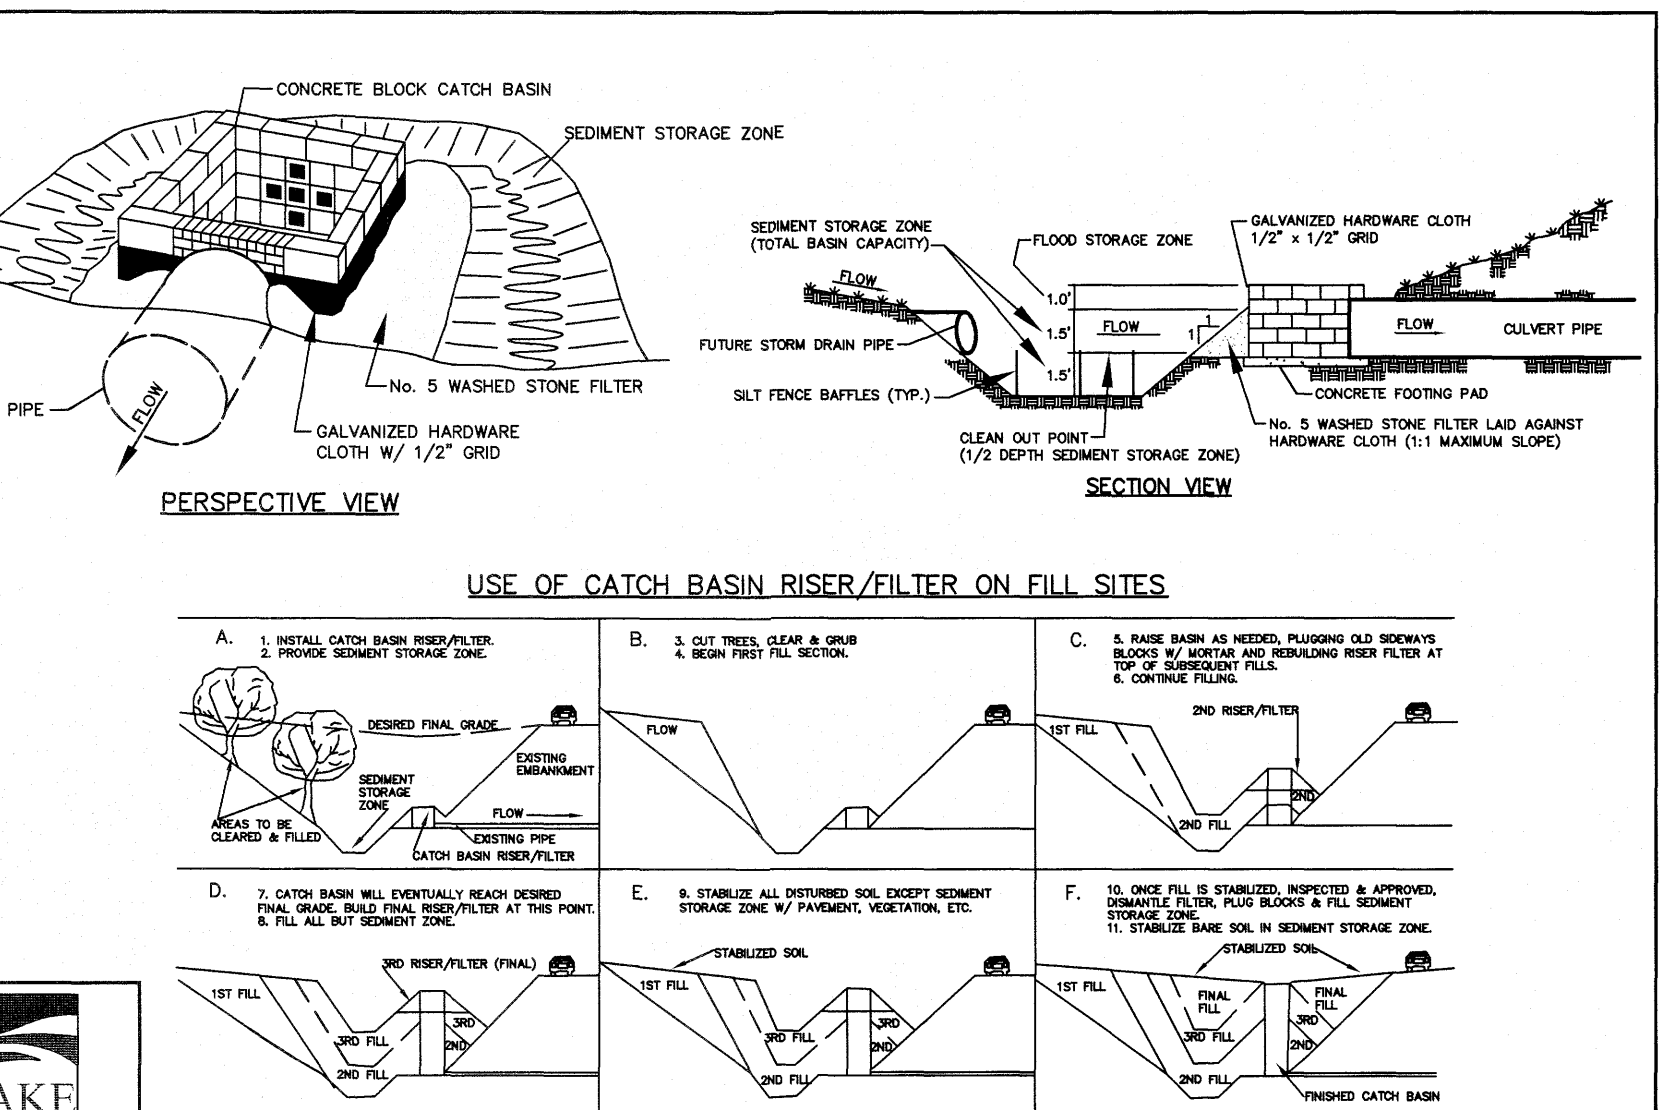 CONCRETE BLOCK CATCH BASIN
SEDIMENT STORAGE ZONE
No. 5 WASHED STONE FILTER
PIPE
FLOW
GALVANIZED HARDWARE
CLOTH W/ 1/2" GRID
PERSPECTIVE VIEW
SEDIMENT STORAGE ZONE
(TOTAL BASIN CAPACITY)
FLOOD STORAGE ZONE
GALVANIZED HARDWARE CLOTH
1/2" x 1/2" GRID
FLOW
1.0'
1.5'
1.5'
FLOW
1
1
FLOW
CULVERT PIPE
FUTURE STORM DRAIN PIPE
SILT FENCE BAFFLES (TYP.)
CONCRETE FOOTING PAD
CLEAN OUT POINT
(1/2 DEPTH SEDIMENT STORAGE ZONE)
No. 5 WASHED STONE FILTER LAID AGAINST
HARDWARE CLOTH (1:1 MAXIMUM SLOPE)
SECTION VIEW
USE OF CATCH BASIN RISER/FILTER ON FILL SITES
A.
1. INSTALL CATCH BASIN RISER/FILTER.
2. PROVIDE SEDIMENT STORAGE ZONE.
DESIRED FINAL GRADE
EXISTING
EMBANKMENT
SEDIMENT
STORAGE
ZONE
FLOW
AREAS TO BE
CLEARED & FILLED
EXISTING PIPE
CATCH BASIN RISER/FILTER
B.
3. CUT TREES, CLEAR & GRUB
4. BEGIN FIRST FILL SECTION.
FLOW
C.
5. RAISE BASIN AS NEEDED, PLUGGING OLD SIDEWAYS
BLOCKS W/ MORTAR AND REBUILDING RISER FILTER AT
TOP OF SUBSEQUENT FILLS.
6. CONTINUE FILLING.
2ND RISER/FILTER
1ST FILL
2ND
2ND FILL
D.
7. CATCH BASIN WILL EVENTUALLY REACH DESIRED
FINAL GRADE. BUILD FINAL RISER/FILTER AT THIS POINT.
8. FILL ALL BUT SEDIMENT ZONE.
3RD RISER/FILTER (FINAL)
1ST FILL
3RD
3RD FILL
2ND
2ND FILL
E.
9. STABILIZE ALL DISTURBED SOIL EXCEPT SEDIMENT
STORAGE ZONE W/ PAVEMENT, VEGETATION, ETC.
STABILIZED SOIL
1ST FILL
3RD
3RD FILL
2ND
2ND FILL
F.
10. ONCE FILL IS STABILIZED, INSPECTED & APPROVED,
DISMANTLE FILTER, PLUG BLOCKS & FILL SEDIMENT
STORAGE ZONE.
11. STABILIZE BARE SOIL IN SEDIMENT STORAGE ZONE.
STABILIZED SOIL
1ST FILL
FINAL
FILL
FINAL
FILL
3RD
3RD FILL
2ND
2ND FILL
FINISHED CATCH BASIN
AKE